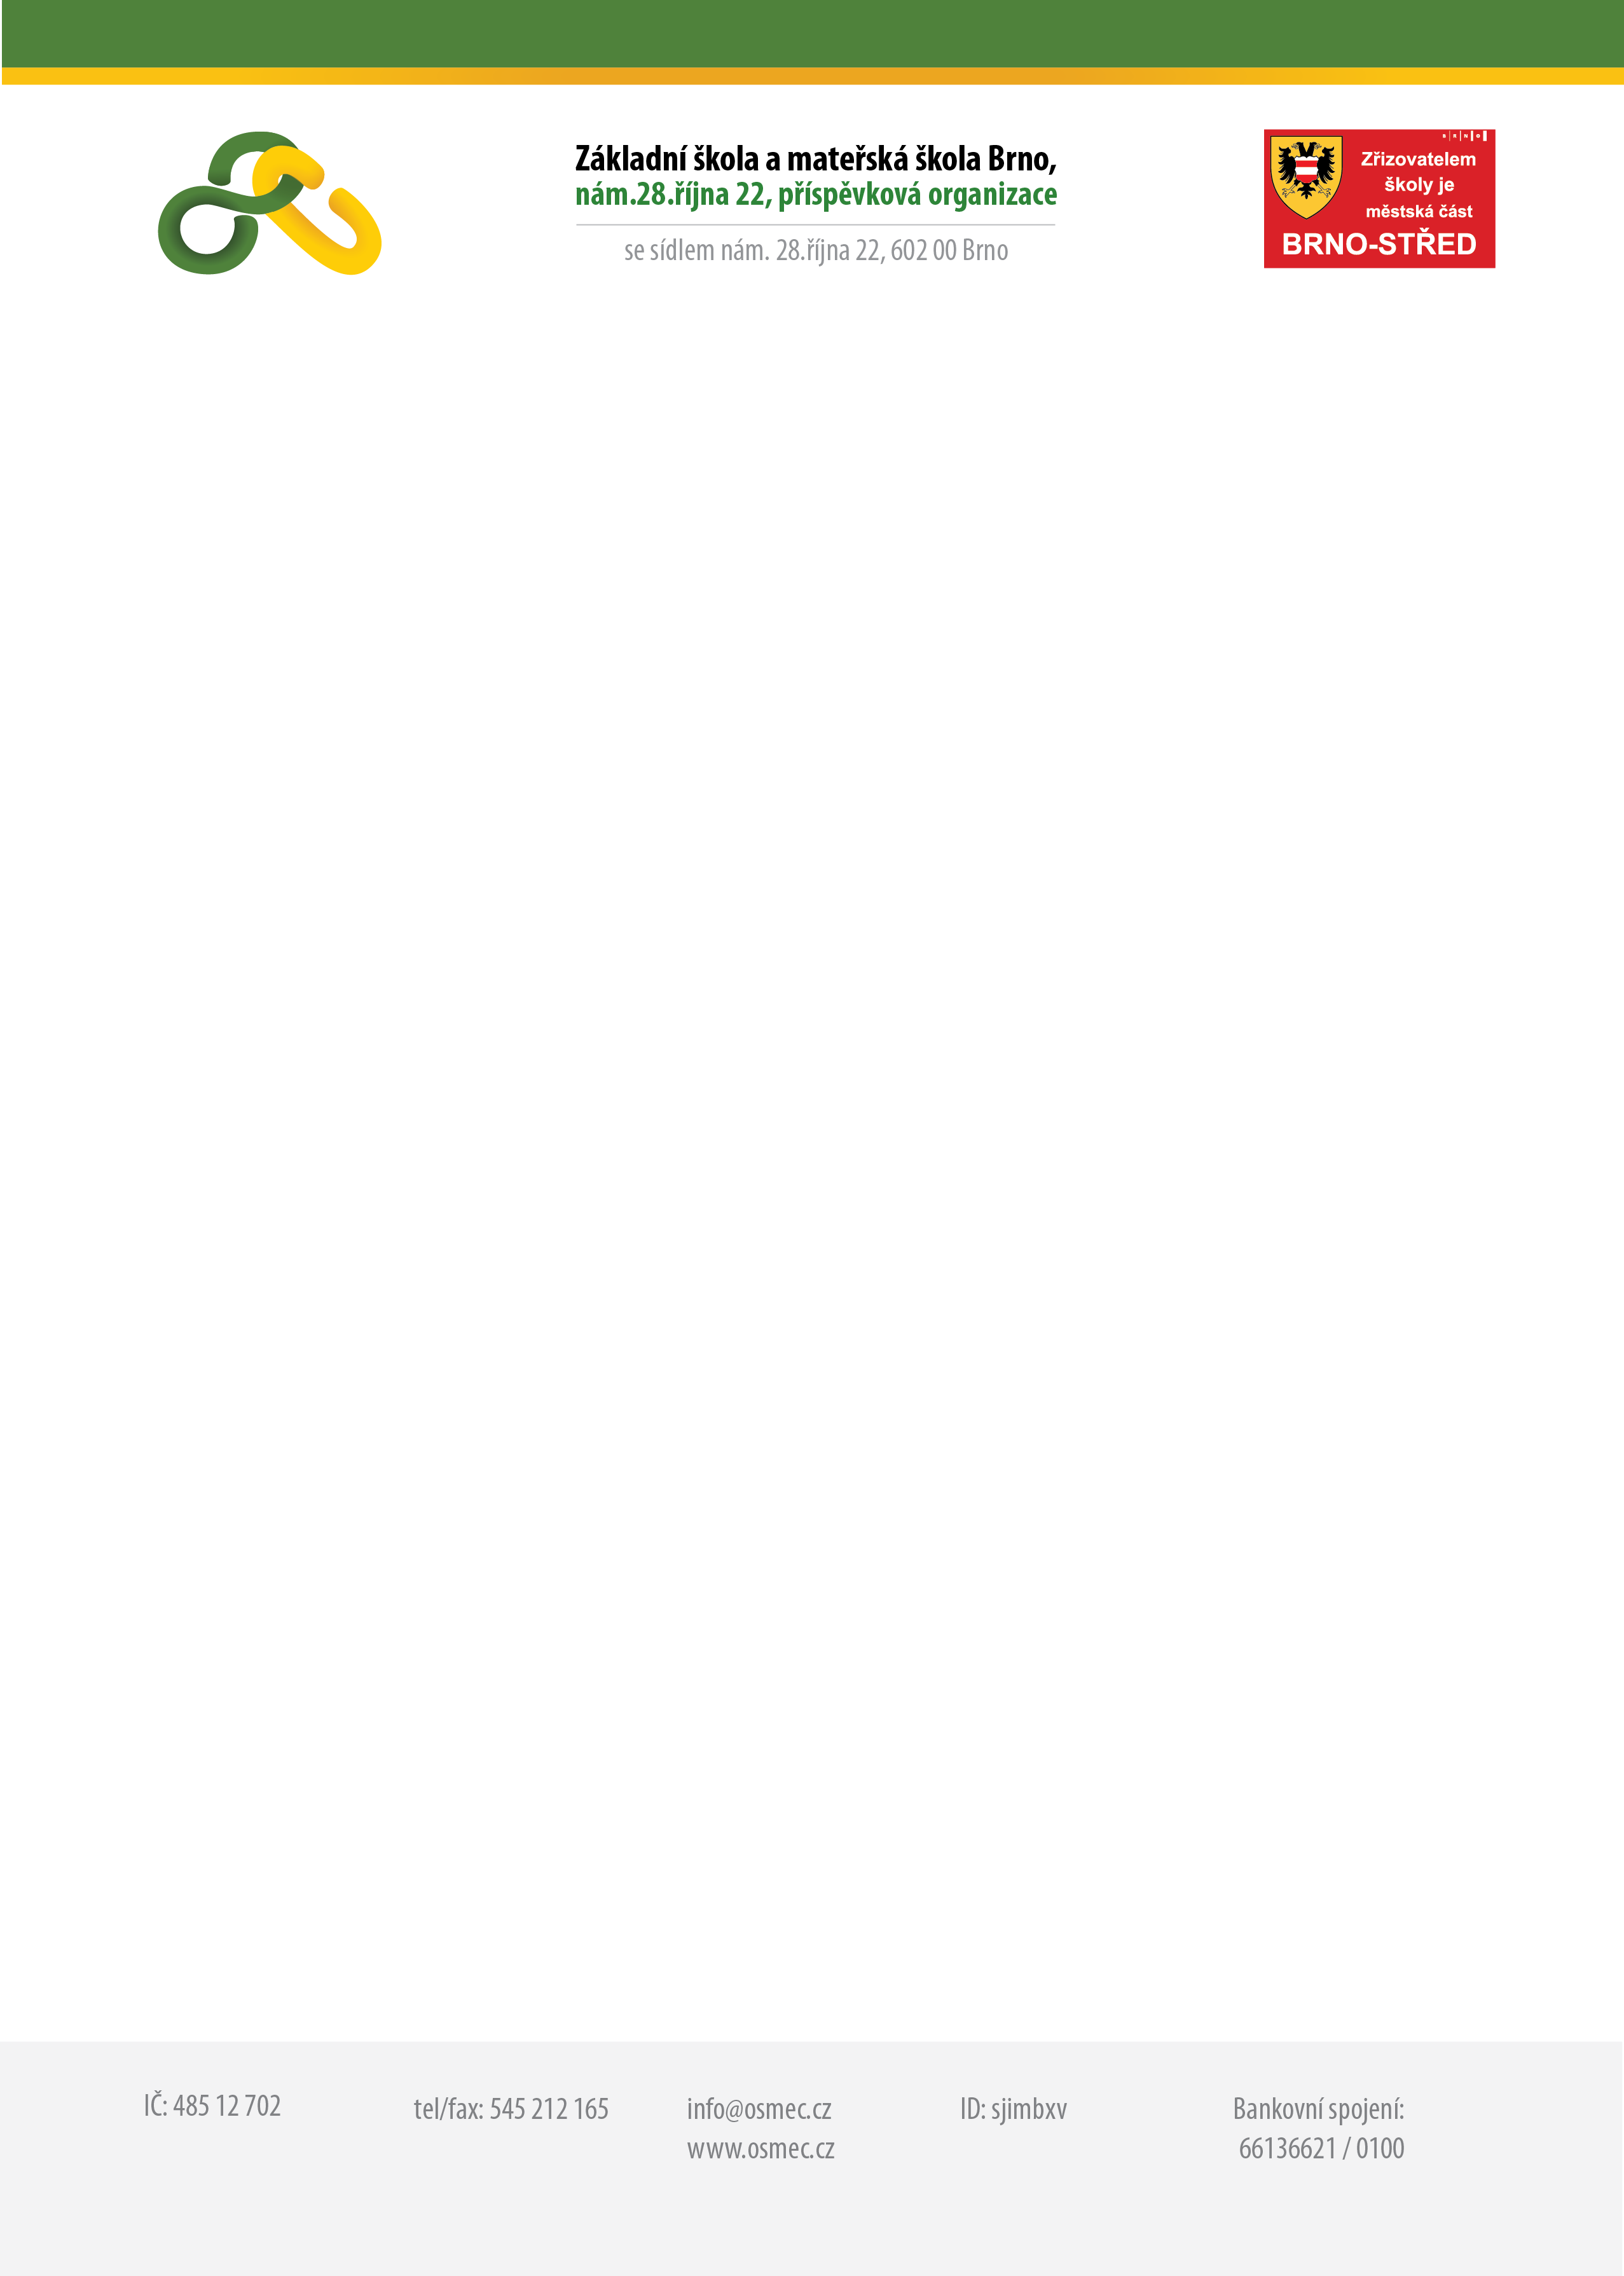 Základní škola a mateřská škola Brno,
nám.28.října 22, příspěvková organizace
se sídlem nám. 28.října 22, 602 00 Brno
BRNO
Zřizovatelem
školy je
městská část
BRNO-STŘED
IČ: 485 12 702
tel/fax: 545 212 165
info@osmec.cz
www.osmec.cz
ID: sjimbxv
Bankovní spojení:
66136621 / 0100